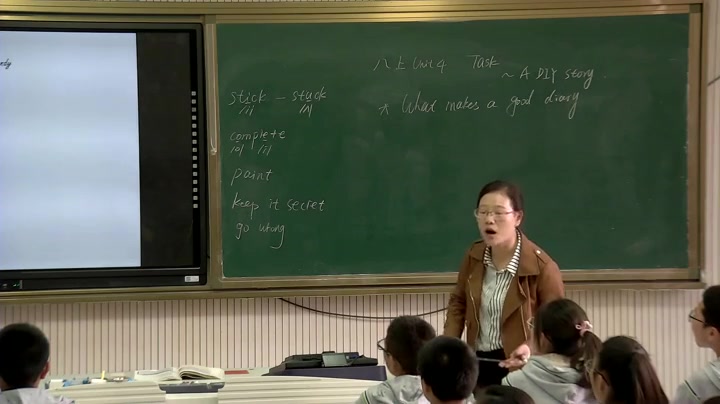 八上 Unit 4 Task
~ A DIY story.
* What makes a good diary
stick - stuck
/ɪ/ /ʌ/
complete
/ə/ /iː/
paint
keep it secret
go wrong